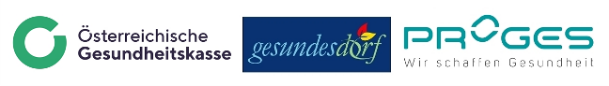 Österreichische
Gesundheitskasse
gesundesdorf
PROGES
Wir schaffen Gesundheit